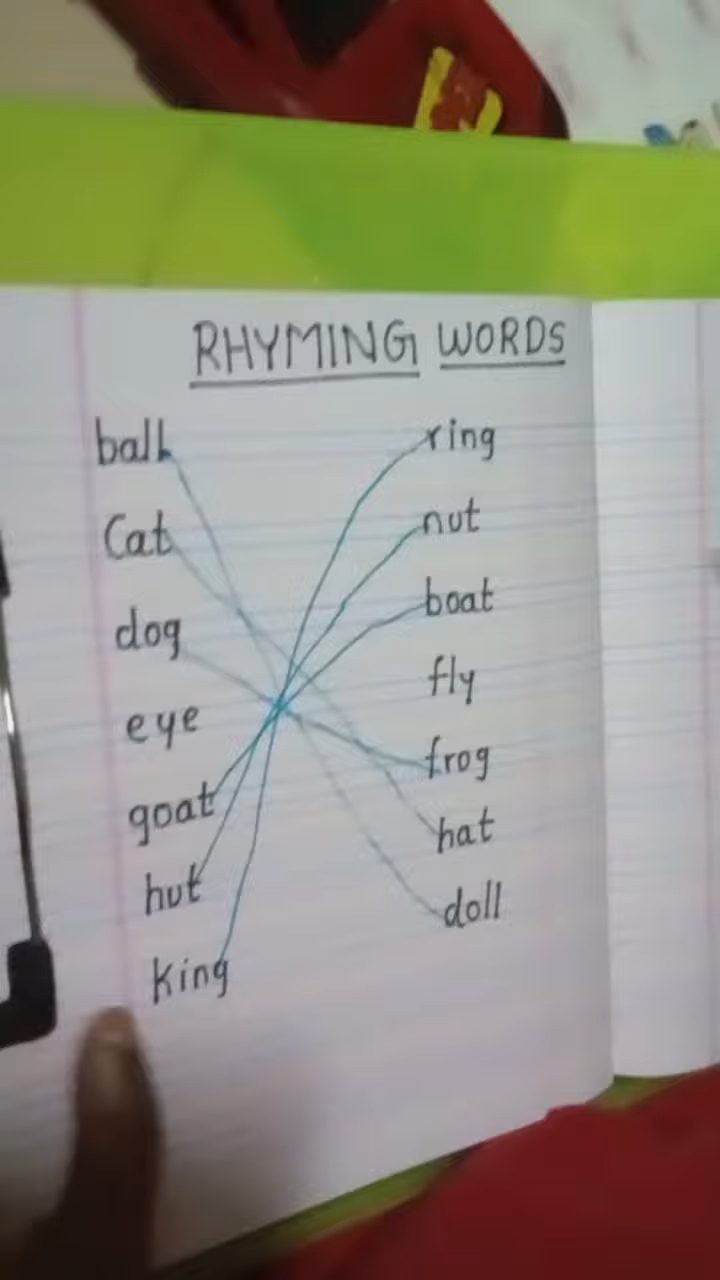 RHYMING WORDS
ball ring
Cat nut
dog boat
eye fly
goat frog
hut hat
king doll